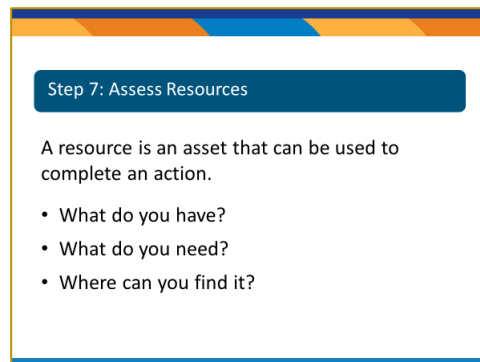 Step 7: Assess Resources
A resource is an asset that can be used to
complete an action.
• What do you have?
• What do you need?
• Where can you find it?